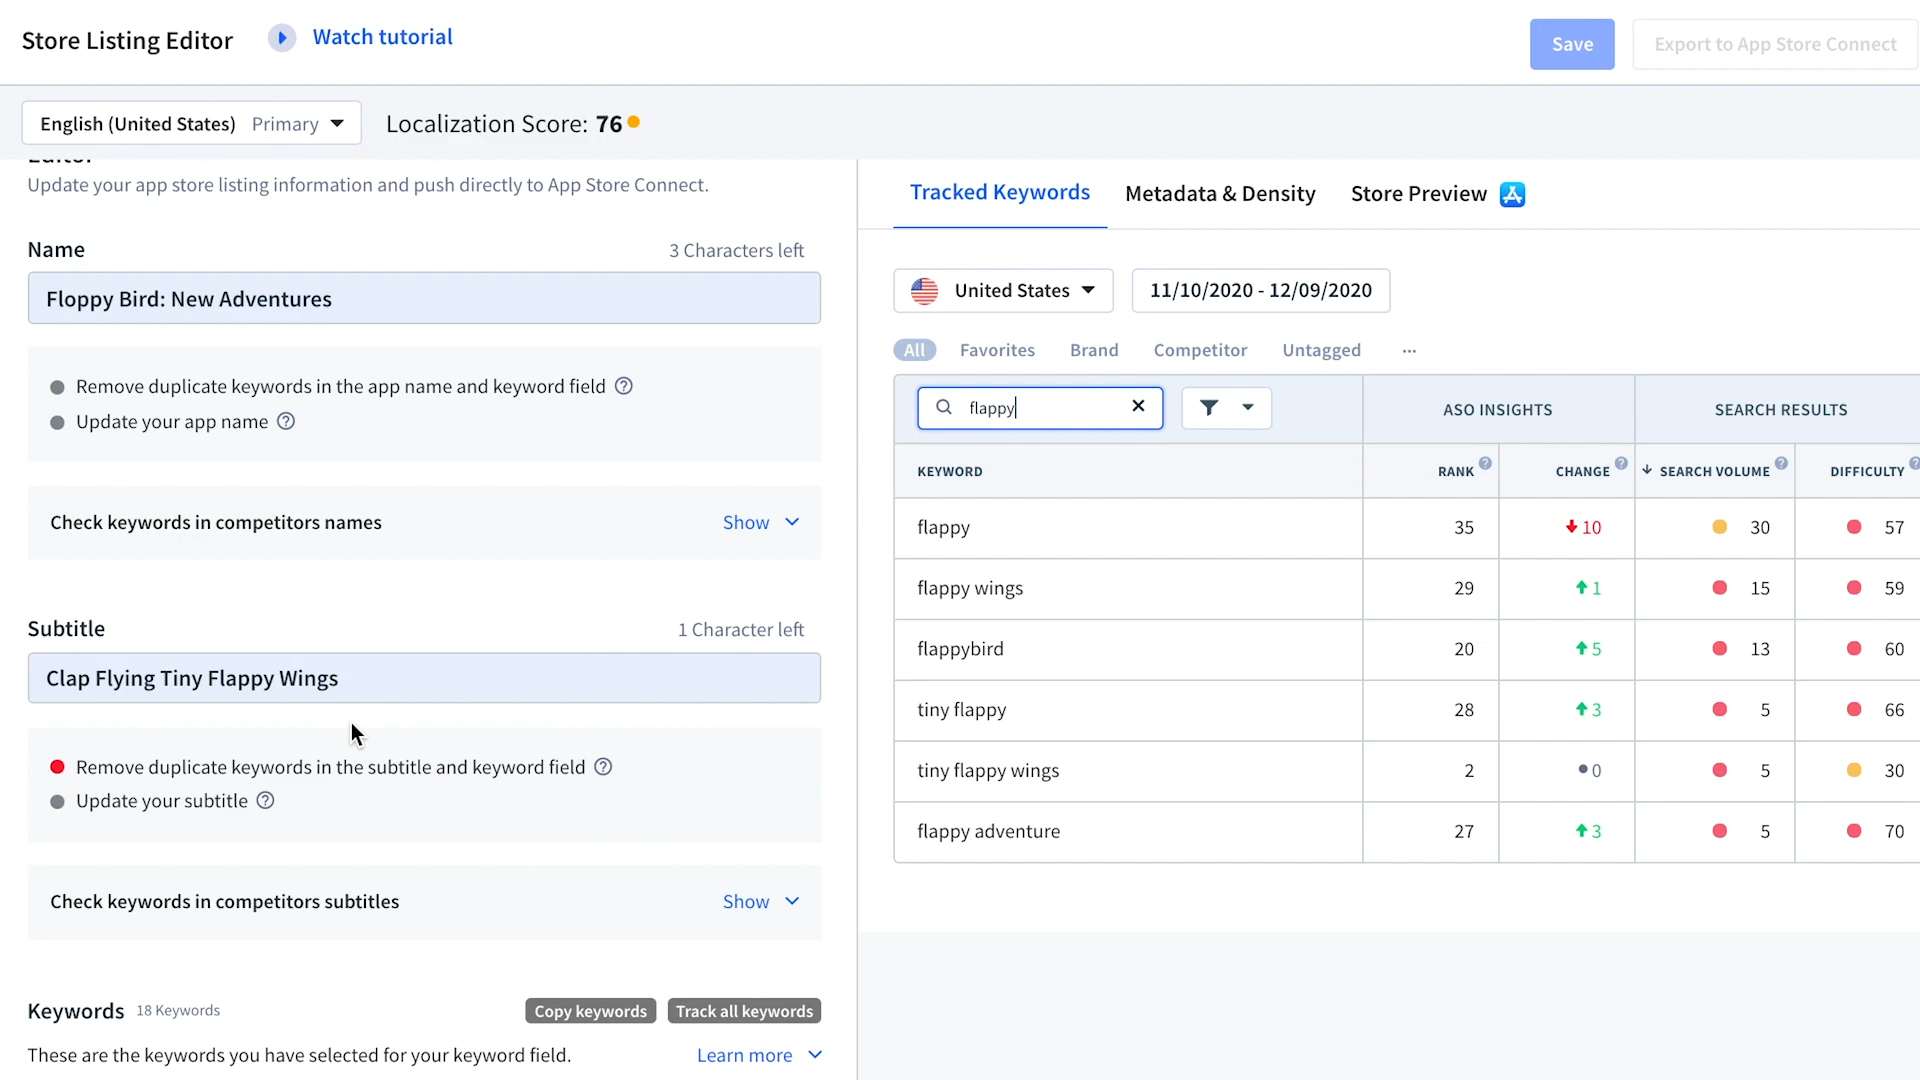 Store Listing Editor
Watch tutorial
Save
Export to App Store Connect
English (United States) Primary
Localization Score: 76
Editor
Update your app store listing information and push directly to App Store Connect.
Name
3 Characters left
Floppy Bird: New Adventures
Remove duplicate keywords in the app name and keyword field
Update your app name
Check keywords in competitors names
Show
Subtitle
1 Character left
Clap Flying Tiny Flappy Wings
Remove duplicate keywords in the subtitle and keyword field
Update your subtitle
Check keywords in competitors subtitles
Show
Keywords 18 Keywords
Copy keywords
Track all keywords
These are the keywords you have selected for your keyword field.
Learn more
Tracked Keywords
Metadata & Density
Store Preview
United States
11/10/2020 - 12/09/2020
All Favorites Brand Competitor Untagged ...
flappy
ASO INSIGHTS
SEARCH RESULTS
KEYWORD RANK CHANGE SEARCH VOLUME DIFFICULTY
flappy 35 10 30 57
flappy wings 29 1 15 59
flappybird 20 5 13 60
tiny flappy 28 3 5 66
tiny flappy wings 2 0 5 30
flappy adventure 27 3 5 70